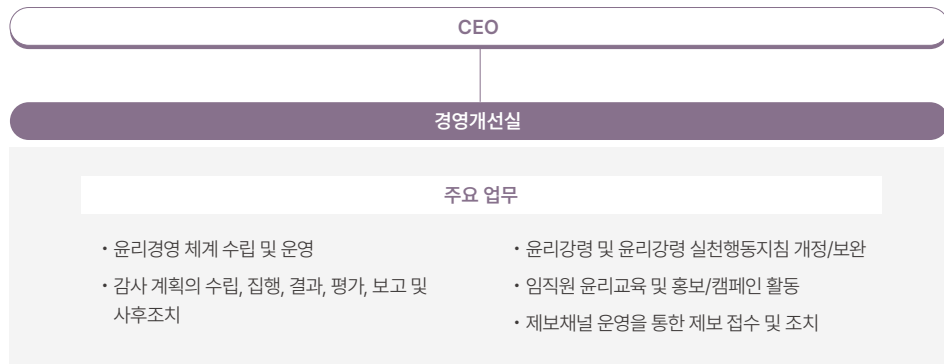 CEO
경영개선실
주요 업무
• 윤리경영 체계 수립 및 운영
• 감사 계획의 수립, 집행, 결과, 평가, 보고 및
사후조치
• 윤리강령 및 윤리강령 실천행동지침 개정/보완
• 임직원 윤리교육 및 홍보/캠페인 활동
• 제보채널 운영을 통한 제보 접수 및 조치